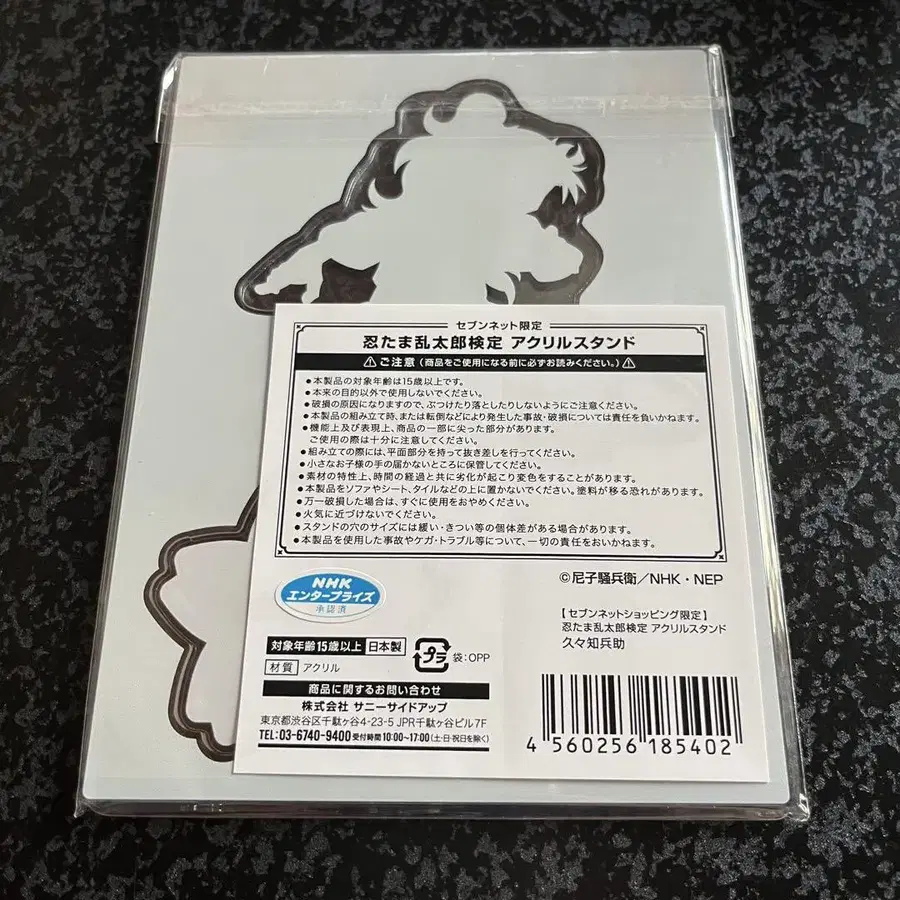 セブンネット限定
忍たま乱太郎検定 アクリルスタンド
⚠ご注意(商品をご使用になる前に必ずお読みください。)⚠
●本製品の対象年齢は15歳以上です。
●本来の目的以外で使用しないでください。
●破損の原因になりますので、ぶつけたり落としたりしないようにご注意ください。
●本製品の組み立て時、または転倒などにより発生した事故・破損については責任を負いかねます。
●機能上及び表現上、商品の一部に尖った部分があります。
ご使用の際は十分に注意してください。
●組み立ての際には、平面部分を持って抜き差しを行ってください。
●小さなお子様の手の届かないところに保管してください。
●素材の特性上、時間の経過と共に劣化が起こり変色をすることがあります。
●本製品をソファやシート、タイルなどの上に置かないでください。塗料が移る恐れがあります。
●万一破損した場合は、すぐに使用をおやめください。
●火気に近づけないでください。
●スタンドの穴のサイズには緩い・きつい等の個体差がある場合があります。
●本製品を使用した事故やケガ・トラブル等について、一切の責任をおいかねます。
©尼子騒兵衛/NHK・NEP
NHK
エンタープライズ
承認済
【セブンネットショッピング限定】
忍たま乱太郎検定 アクリルスタンド
久々知兵助
対象年齢15歳以上 日本製 プラ 袋:OPP
材質 アクリル
商品に関するお問い合わせ
株式会社 サニーサイドアップ
東京都渋谷区千駄ヶ谷4-23-5 JPR千駄ヶ谷ビル7F
TEL:03-6740-9400 受付時間 10:00~17:00(土・日・祝日を除く)
4 560256 185402